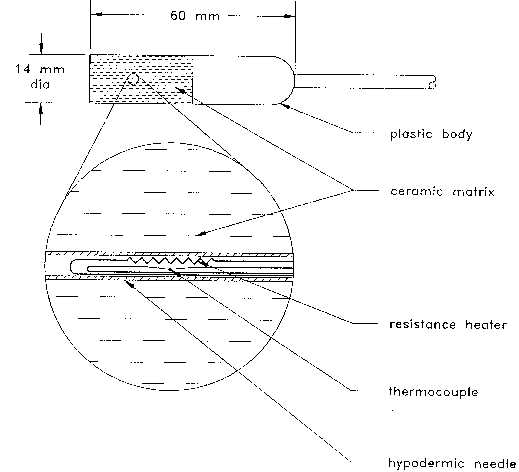 60 mm
14 mm
dia
plastic body
ceramic matrix
resistance heater
thermocouple
hypodermic needle